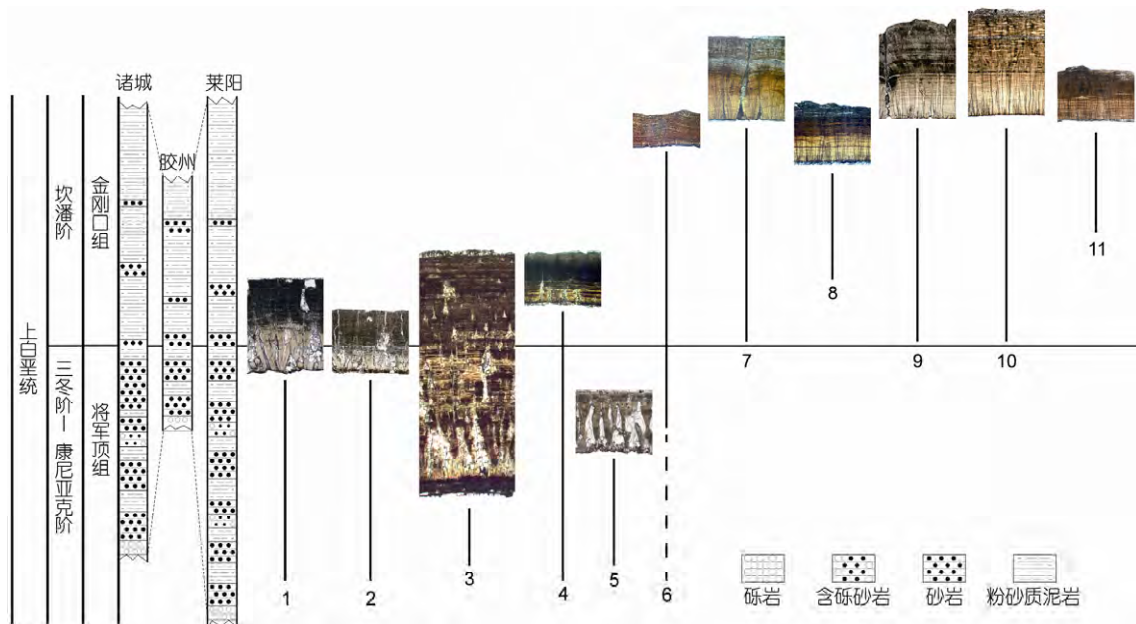 诸城
胶州
莱阳
上白垩统
坎潘阶
三冬阶—康尼亚克阶
金刚口组
将军顶组
1
2
3
4
5
6
7
8
9
10
11
砾岩
含砾砂岩
砂岩
粉砂质泥岩